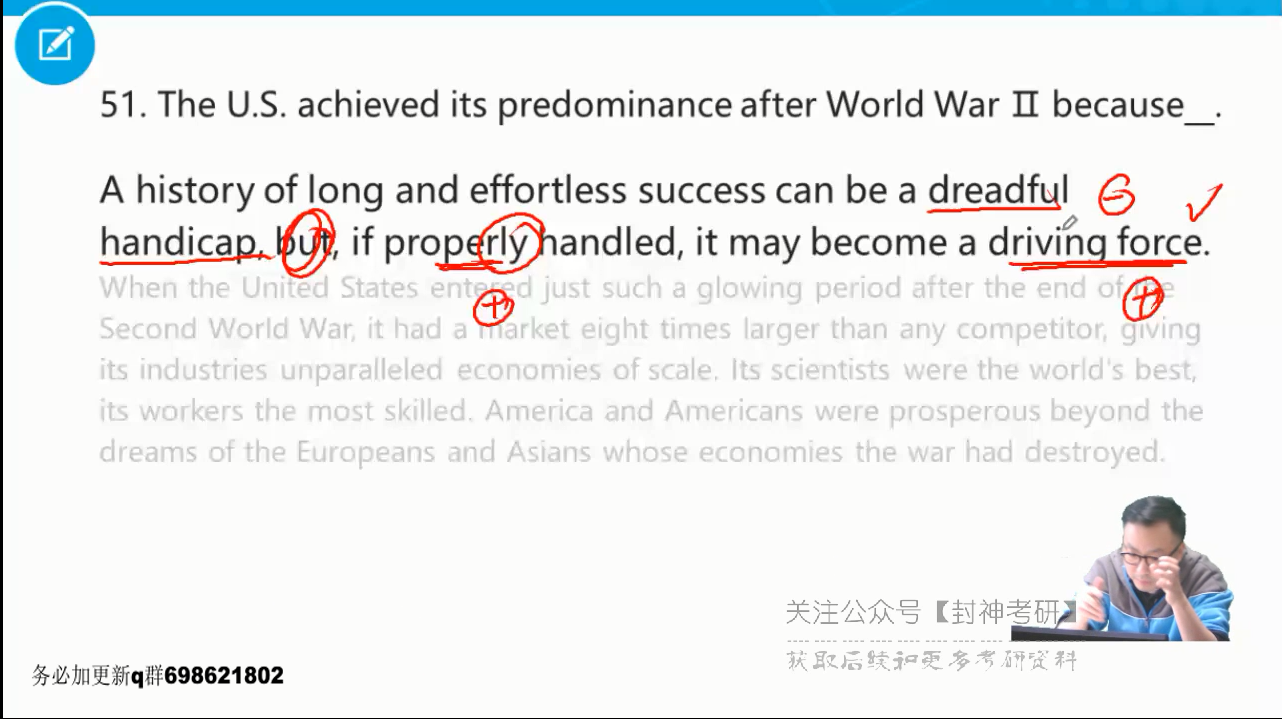 51. The U.S. achieved its predominance after World War Ⅱ because__.
A history of long and effortless success can be a dreadful
handicap, but, if properly handled, it may become a driving force.
When the United States entered just such a glowing period after the end of the
Second World War, it had a market eight times larger than any competitor, giving
its industries unparalleled economies of scale. Its scientists were the world's best,
its workers the most skilled. America and Americans were prosperous beyond the
dreams of the Europeans and Asians whose economies the war had destroyed.
关注公众号【封神考研】
获取后续和更多考研资料
务必加更新q群698621802